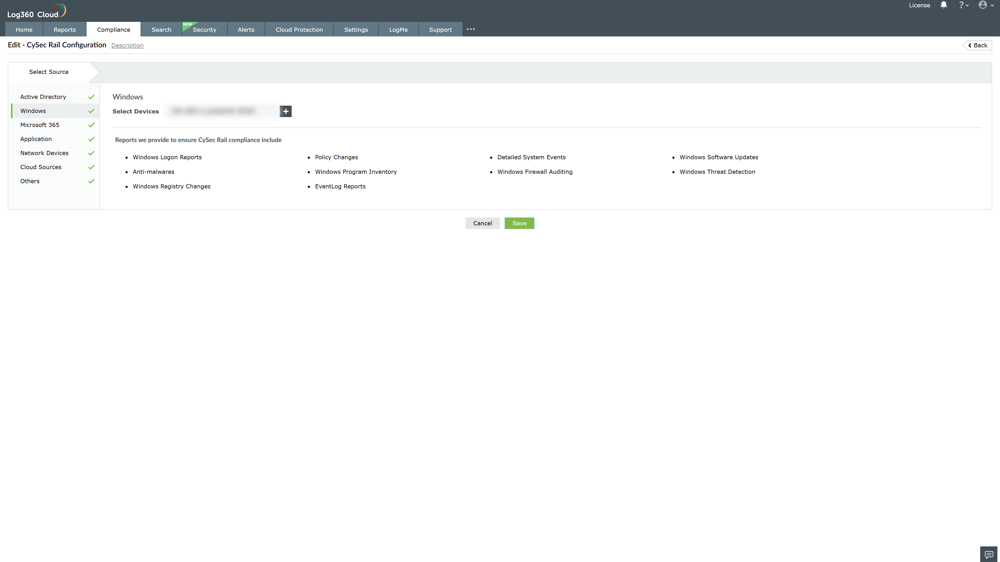 License
?
Log360 Cloud
Home Reports Compliance Search NEW Security Alerts Cloud Protection Settings LogMe Support
Edit - CySec Rail Configuration Description Back
Select Source
Active Directory
Windows
Microsoft 365
Application
Network Devices
Cloud Sources
Others
Windows
Select Devices
Reports we provide to ensure CySec Rail compliance include
• Windows Logon Reports • Policy Changes • Detailed System Events • Windows Software Updates
• Anti-malwares • Windows Program Inventory • Windows Firewall Auditing • Windows Threat Detection
• Windows Registry Changes • EventLog Reports
Cancel Save